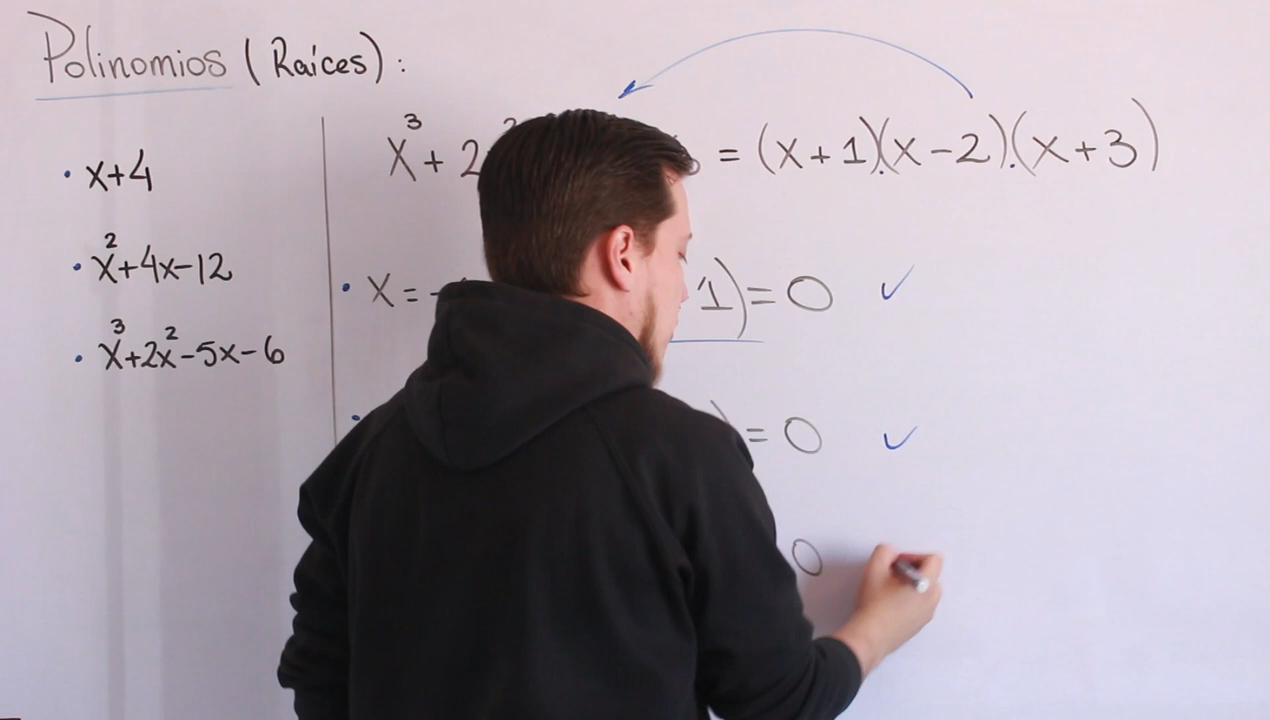 Polinomios (Raíces):
• x+4
• x²+4x-12
• x³+2x²-5x-6
x³+2 = (x+1).(x-2).(x+3)
• x=- 1)=0 ✓
• )=0 ✓
0